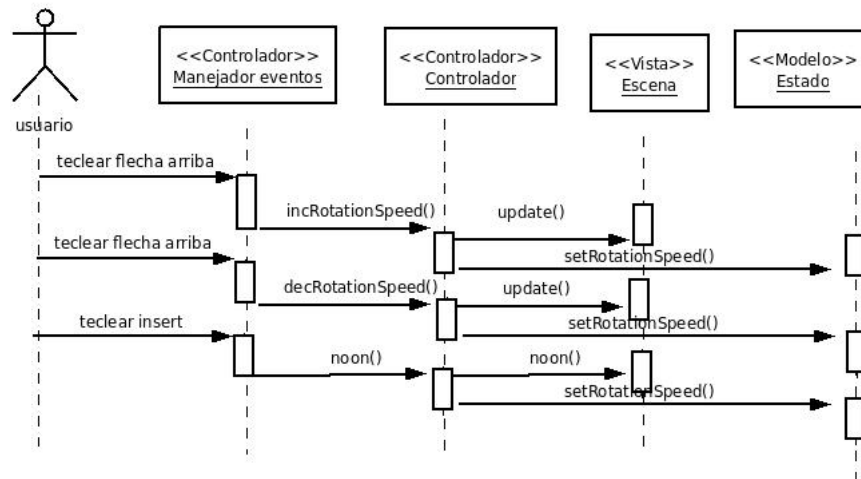 <<Controlador>>
Manejador eventos
<<Controlador>>
Controlador
<<Vista>>
Escena
<<Modelo>>
Estado
usuario
teclear flecha arriba
incRotationSpeed()
update()
teclear flecha arriba
setRotationSpeed()
decRotationSpeed()
update()
teclear insert
setRotationSpeed()
noon()
noon()
setRotationSpeed()